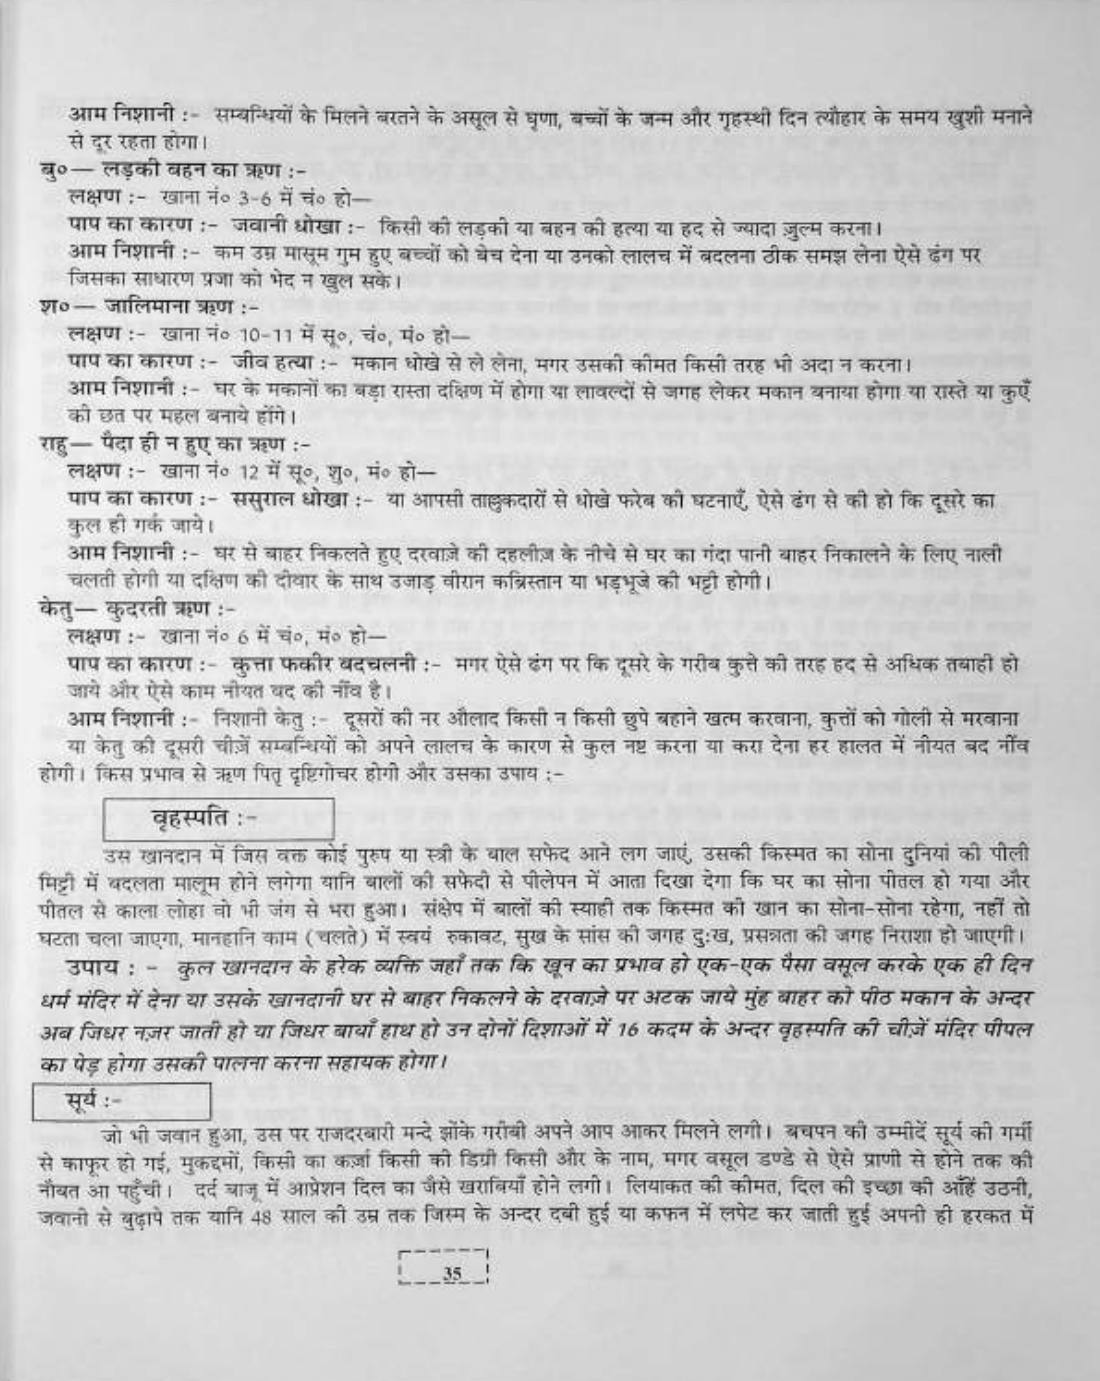 आम निशानी :- सम्बन्धियों के मिलने बरतने के असूल से घृणा, बच्चों के जन्म और गृहस्थी दिन त्यौहार के समय खुशी मनाने
से दूर रहता होगा।
बु० — लड़की बहन का ऋण :-
लक्षण :- खाना नं० 3-6 में चं० हो—
पाप का कारण :- जवानी धोखा :- किसी की लड़की या बहन की हत्या या हद से ज्यादा ज़ुल्म करना।
आम निशानी :- कम उम्र मासूम गुम हुए बच्चों को बेच देना या उनको लालच में बदलना ठीक समझ लेना ऐसे ढंग पर
जिसका साधारण प्रजा को भेद न खुल सके।
श० — जालिमाना ऋण :-
लक्षण :- खाना नं० 10-11 में सू०, चं०, मं० हो—
पाप का कारण :- जीव हत्या :- मकान धोखे से ले लेना, मगर उसकी कीमत किसी तरह भी अदा न करना।
आम निशानी :- घर के मकानों का बड़ा रास्ता दक्षिण में होगा या लावल्दों से जगह लेकर मकान बनाया होगा या रास्ते या कुएँ
की छत पर महल बनाये होंगे।
राहु — पैदा ही न हुए का ऋण :-
लक्षण :- खाना नं० 12 में सू०, शु०, मं० हो—
पाप का कारण :- ससुराल धोखा :- या आपसी ताल्लुकदारों से धोखे फरेब की घटनाएँ, ऐसे ढंग से की हो कि दूसरे का
कुल ही गर्क जाये।
आम निशानी :- घर से बाहर निकलते हुए दरवाज़े की दहलीज़ के नीचे से घर का गंदा पानी बाहर निकालने के लिए नाली
चलती होगी या दक्षिण की दीवार के साथ उजाड़ वीरान कब्रिस्तान या भड़भूजे की भट्टी होगी।
केतु — कुदरती ऋण :-
लक्षण :- खाना नं० 6 में चं०, मं० हो—
पाप का कारण :- कुत्ता फकीर बदचलनी :- मगर ऐसे ढंग पर कि दूसरे के गरीब कुत्ते की तरह हद से अधिक तबाही हो
जाये और ऐसे काम नीयत बद की नींव है।
आम निशानी :- निशानी केतु :- दूसरों की नर औलाद किसी न किसी छुपे बहाने खत्म करवाना, कुत्तों को गोली से मरवाना
या केतु की दूसरी चीज़ें सम्बन्धियों को अपने लालच के कारण से कुल नष्ट करना या करा देना हर हालत में नीयत बद नींव
होगी। किस प्रभाव से ऋण पितृ दृष्टिगोचर होगी और उसका उपाय :-
वृहस्पति :-
उस खानदान में जिस वक्त कोई पुरुष या स्त्री के बाल सफेद आने लग जाएं, उसकी किस्मत का सोना दुनियां की पीली
मिट्टी में बदलता मालूम होने लगेगा यानि बालों की सफेदी से पीलेपन में आता दिखा देगा कि घर का सोना पीतल हो गया और
पीतल से काला लोहा वो भी जंग से भरा हुआ। संक्षेप में बालों की स्याही तक किस्मत की खान का सोना-सोना रहेगा, नहीं तो
घटता चला जाएगा, मानहानि काम (चलते) में स्वयं रुकावट, सुख के सांस की जगह दुःख, प्रसन्नता की जगह निराशा हो जाएगी।
उपाय : - कुल खानदान के हरेक व्यक्ति जहाँ तक कि खून का प्रभाव हो एक-एक पैसा वसूल करके एक ही दिन
धर्म मंदिर में देना या उसके खानदानी घर से बाहर निकलने के दरवाज़े पर अटक जाये मुंह बाहर को पीठ मकान के अन्दर
अब जिधर नज़र जाती हो या जिधर बायाँ हाथ हो उन दोनों दिशाओं में 16 कदम के अन्दर वृहस्पति की चीज़ें मंदिर पीपल
का पेड़ होगा उसकी पालना करना सहायक होगा।
सूर्य :-
जो भी जवान हुआ, उस पर राजदरबारी मन्दे झोंके गरीबी अपने आप आकर मिलने लगी। बचपन की उम्मीदें सूर्य की गर्मी
से काफूर हो गई, मुकद्दमों, किसी का कर्ज़ा किसी की डिग्री किसी और के नाम, मगर वसूल डण्डे से ऐसे प्राणी से होने तक की
नौबत आ पहुँची। दर्द बाजू में आप्रेशन दिल का जैसे खराबियाँ होने लगी। लियाकत की कीमत, दिल की इच्छा की आँहें उठनी,
जवानी से बुढ़ापे तक यानि 48 साल की उम्र तक जिस्म के अन्दर दबी हुई या कफन में लपेट कर जाती हुई अपनी ही हरकत में
35